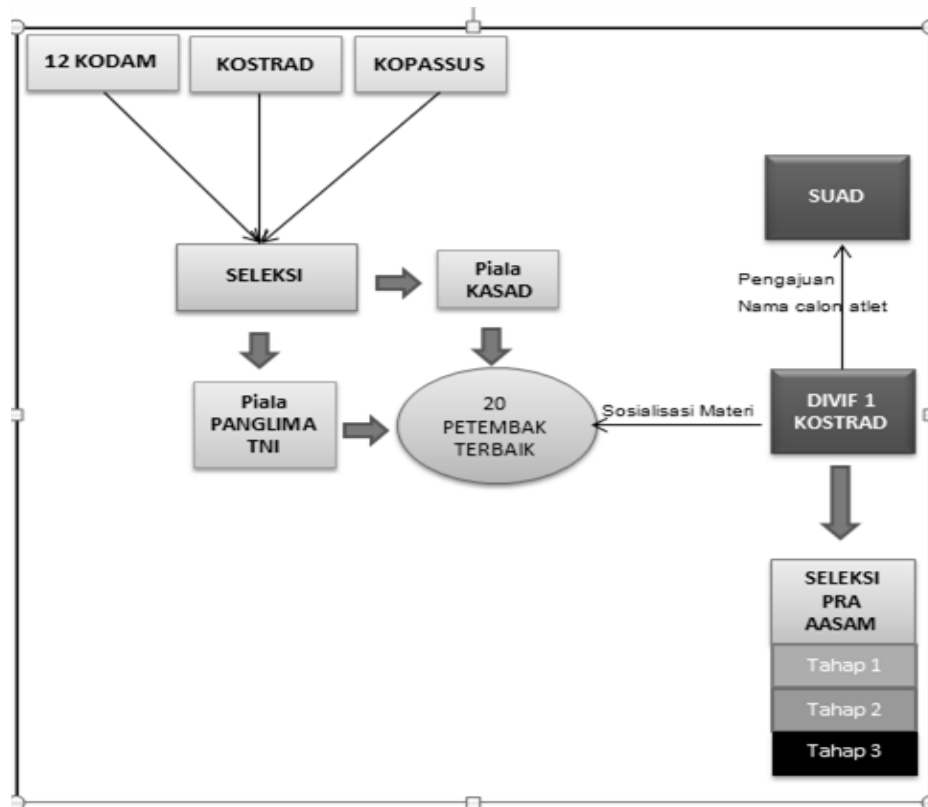 12 KODAM
KOSTRAD
KOPASSUS
SUAD
SELEKSI
Piala
KASAD
Pengajuan
Nama calon atlet
Piala
PANGLIMA
TNI
20
PETEMBAK
TERBAIK
Sosialisasi Materi
DIVIF 1
KOSTRAD
SELEKSI
PRA
AASAM
Tahap 1
Tahap 2
Tahap 3